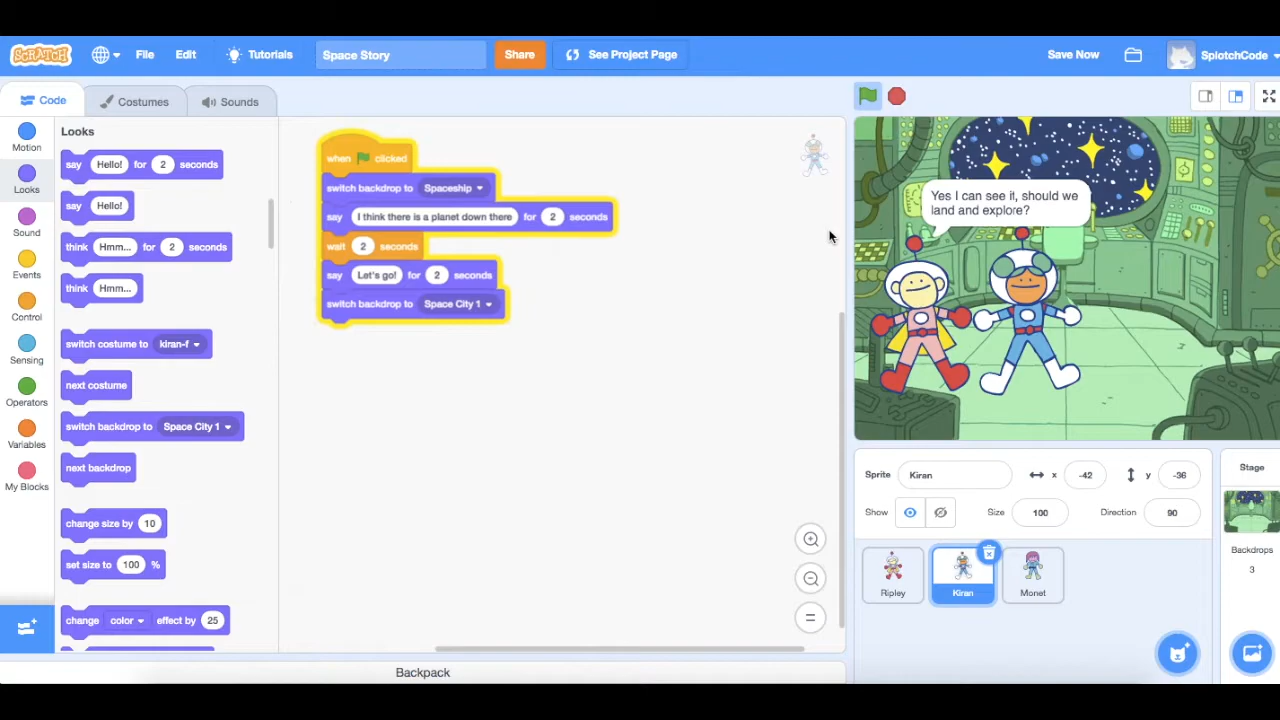 SCRATCH File Edit Tutorials Space Story Share See Project Page Save Now SplotchCode
Code Costumes Sounds
Motion
Looks
Sound
Events
Control
Sensing
Operators
Variables
My Blocks
Looks
say Hello! for 2 seconds
say Hello!
think Hmm... for 2 seconds
think Hmm...
switch costume to kiran-f
next costume
switch backdrop to Space City 1
next backdrop
change size by 10
set size to 100 %
change color effect by 25
when clicked
switch backdrop to Spaceship
say I think there is a planet down there for 2 seconds
wait 2 seconds
say Let's go! for 2 seconds
switch backdrop to Space City 1
Yes I can see it, should we
land and explore?
Sprite Kiran x -42 y -36
Show Size 100 Direction 90
Ripley
Kiran
Monet
Stage
Backdrops
3
Backpack